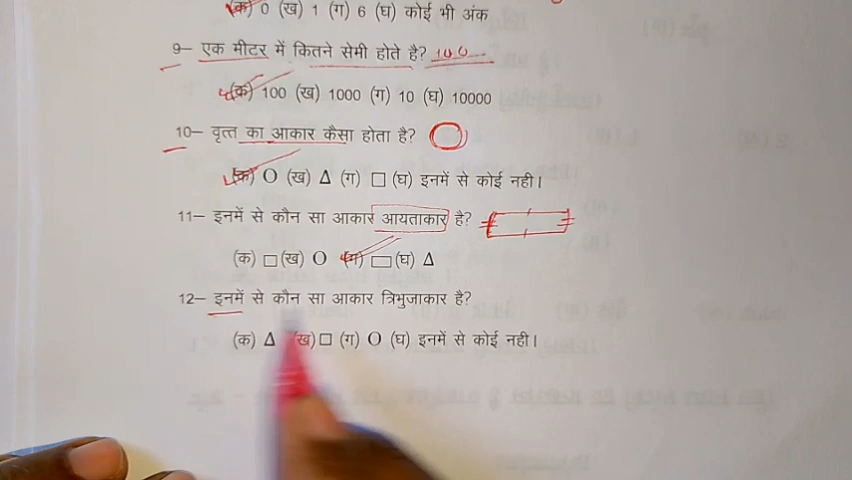 (क) 0 (ख) 1 (ग) 6 (घ) कोई भी अंक
9– एक मीटर में कितने सेमी होते है? 100
(क) 100 (ख) 1000 (ग) 10 (घ) 10000
10– वृत्त का आकार कैसा होता है?
(क) O (ख) Δ (ग) □ (घ) इनमें से कोई नही।
11– इनमें से कौन सा आकार आयताकार है?
(क) □ (ख) O (ग) ▭ (घ) Δ
12– इनमें से कौन सा आकार त्रिभुजाकार है?
(क) Δ (ख) □ (ग) O (घ) इनमें से कोई नही।